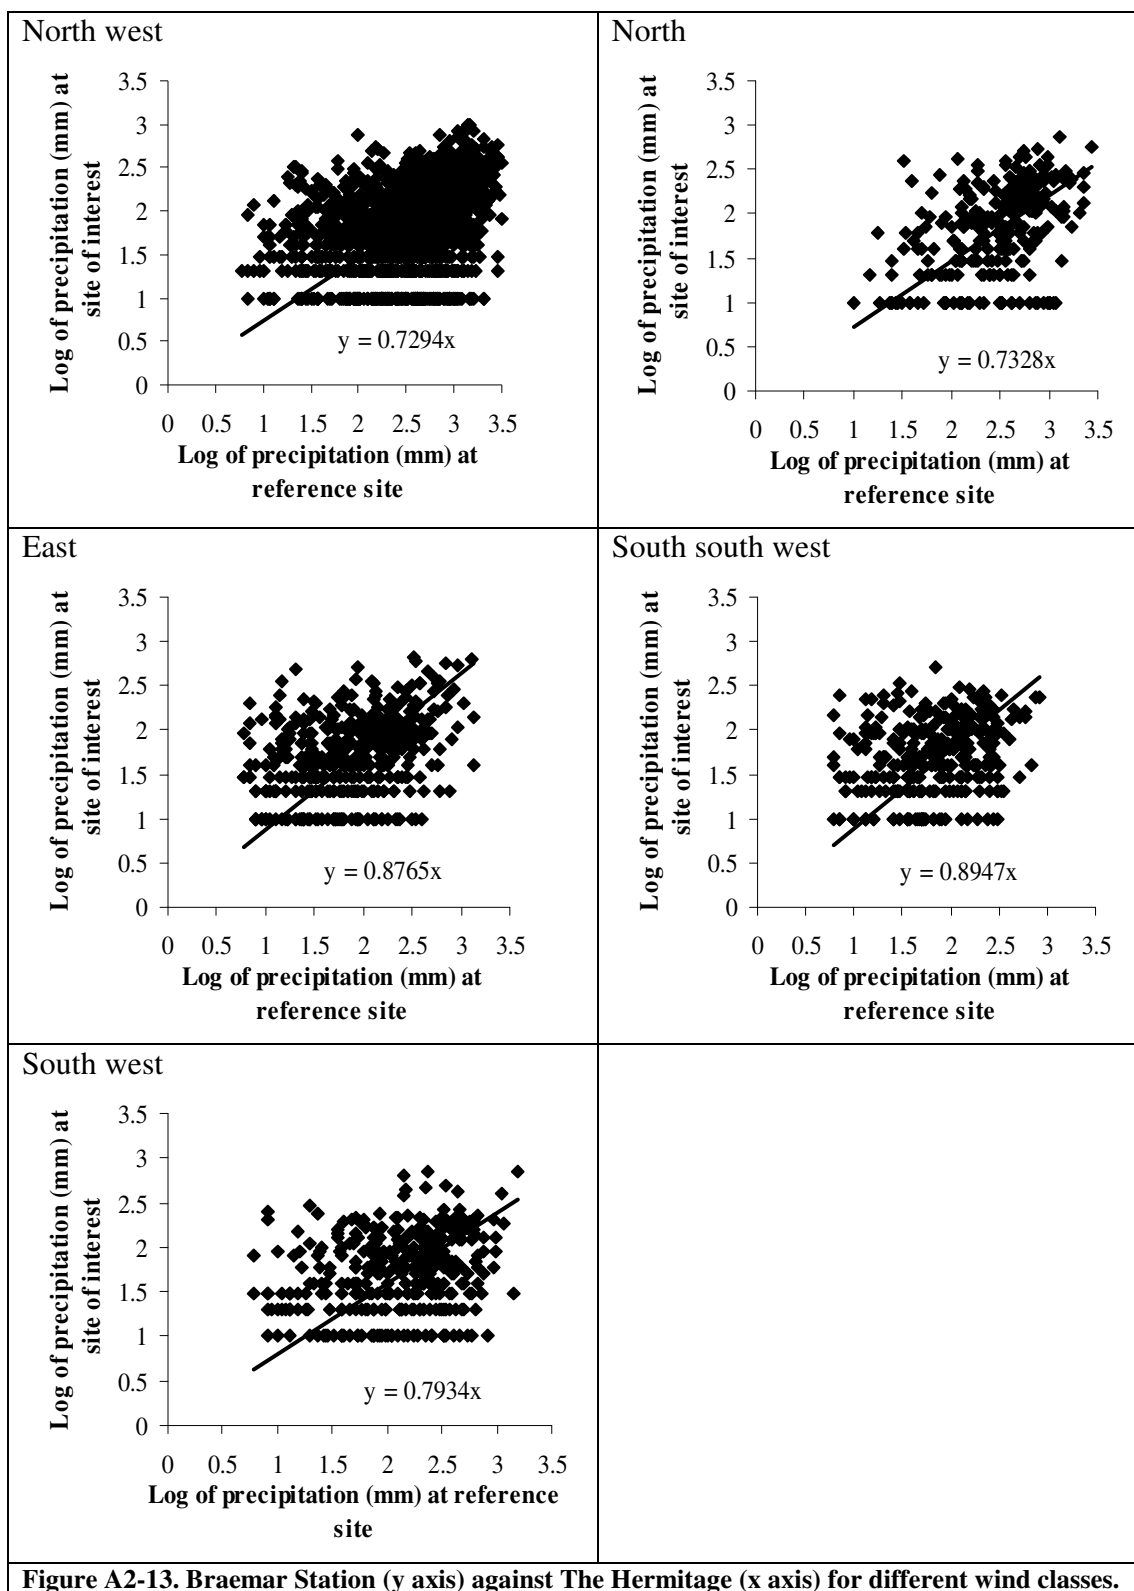 North west
Log of precipitation (mm) at
site of interest
3.5
3
2.5
2
1.5
1
0.5
0
y = 0.7294x
0 0.5 1 1.5 2 2.5 3 3.5
Log of precipitation (mm) at
reference site
North
Log of precipitation (mm) at
site of interest
3.5
3
2.5
2
1.5
1
0.5
0
y = 0.7328x
0 0.5 1 1.5 2 2.5 3 3.5
Log of precipitation (mm) at
reference site
East
Log of precipitation (mm) at
site of interest
3.5
3
2.5
2
1.5
1
0.5
0
y = 0.8765x
0 0.5 1 1.5 2 2.5 3 3.5
Log of precipitation (mm) at
reference site
South south west
Log of precipitation (mm) at
site of interest
3.5
3
2.5
2
1.5
1
0.5
0
y = 0.8947x
0 0.5 1 1.5 2 2.5 3 3.5
Log of precipitation (mm) at
reference site
South west
Log of precipitation (mm) at
site of interest
3.5
3
2.5
2
1.5
1
0.5
0
y = 0.7934x
0 0.5 1 1.5 2 2.5 3 3.5
Log of precipitation (mm) at reference
site
Figure A2-13. Braemar Station (y axis) against The Hermitage (x axis) for different wind classes.